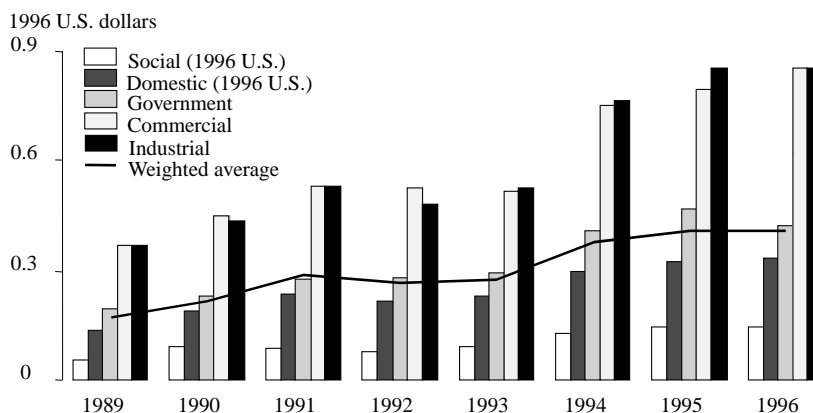 1996 U.S. dollars
0.9
Social (1996 U.S.)
Domestic (1996 U.S.)
Government
Commercial
Industrial
Weighted average
0.6
0.3
0
1989 1990 1991 1992 1993 1994 1995 1996